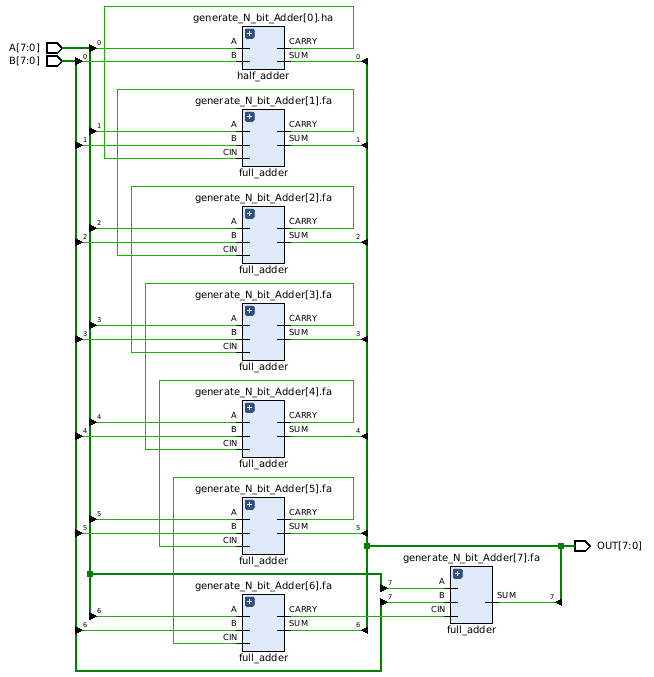 generate_N_bit_Adder[0].ha
A[7:0] 0 A CARRY
B[7:0] 0 B SUM 0
half_adder
generate_N_bit_Adder[1].fa
1 A CARRY
1 B SUM 1
CIN
full_adder
generate_N_bit_Adder[2].fa
2 A CARRY
2 B SUM 2
CIN
full_adder
generate_N_bit_Adder[3].fa
3 A CARRY
3 B SUM 3
CIN
full_adder
generate_N_bit_Adder[4].fa
4 A CARRY
4 B SUM 4
CIN
full_adder
generate_N_bit_Adder[5].fa
5 A CARRY
5 B SUM 5
CIN
full_adder
OUT[7:0]
generate_N_bit_Adder[7].fa
7 A
7 B SUM 7
CIN
full_adder
generate_N_bit_Adder[6].fa
6 A CARRY
6 B SUM 6
CIN
full_adder